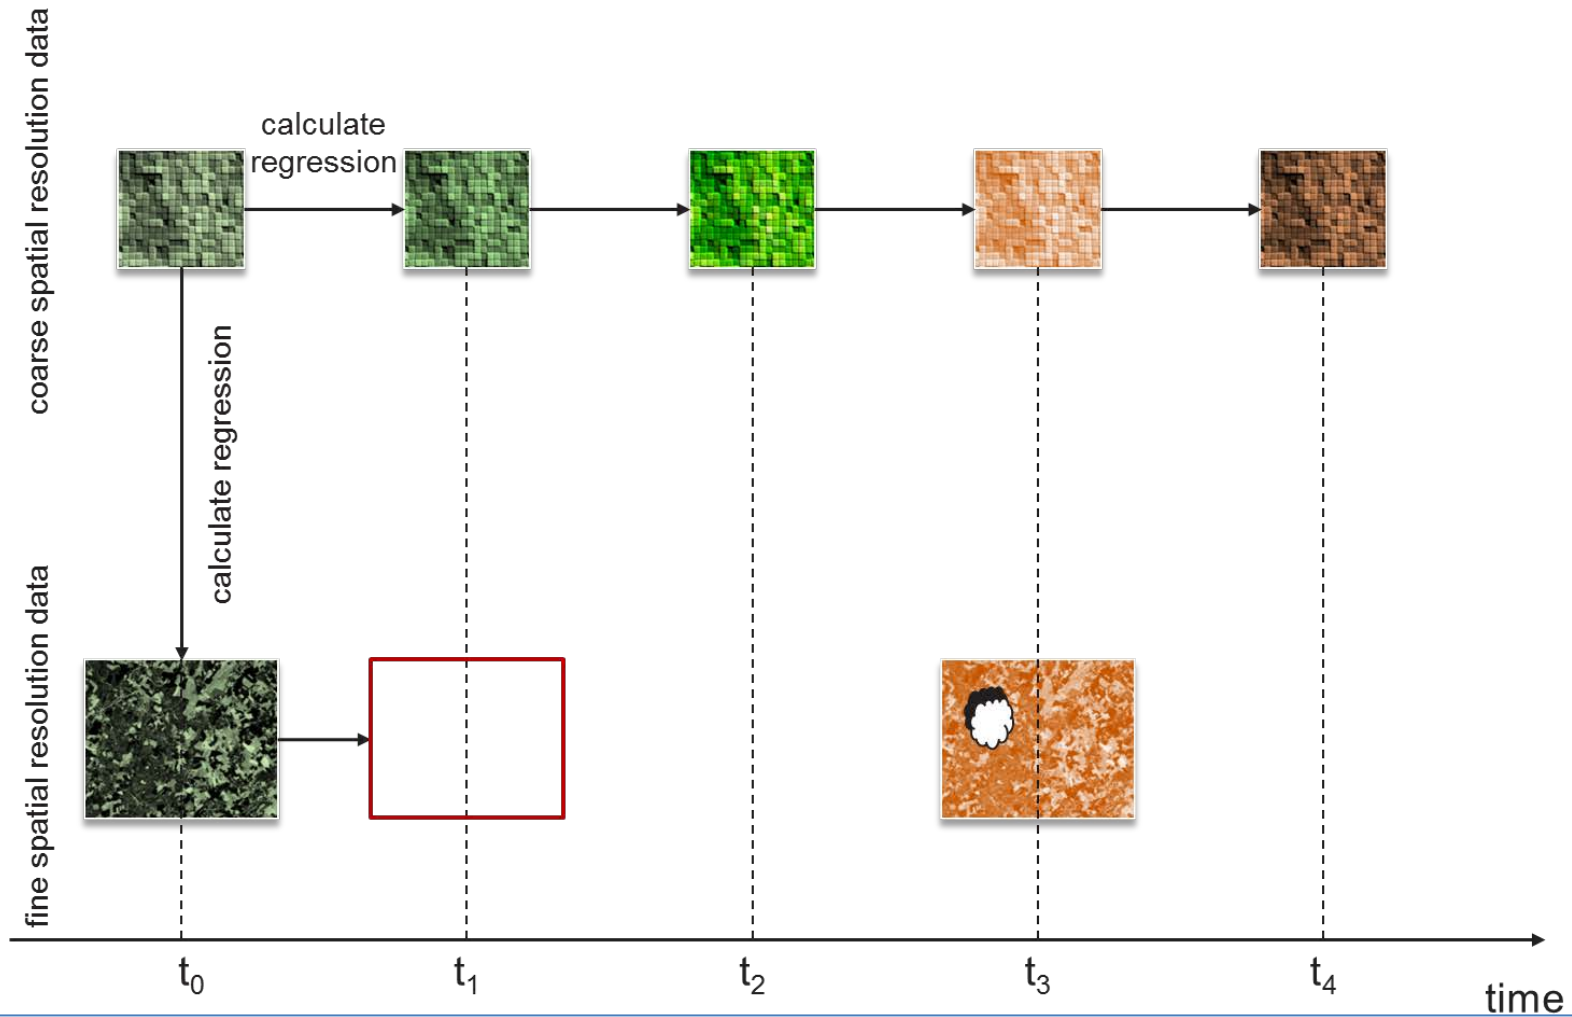 coarse spatial resolution data
calculate
regression
calculate regression
fine spatial resolution data
t₀
t₁
t₂
t₃
t₄
time